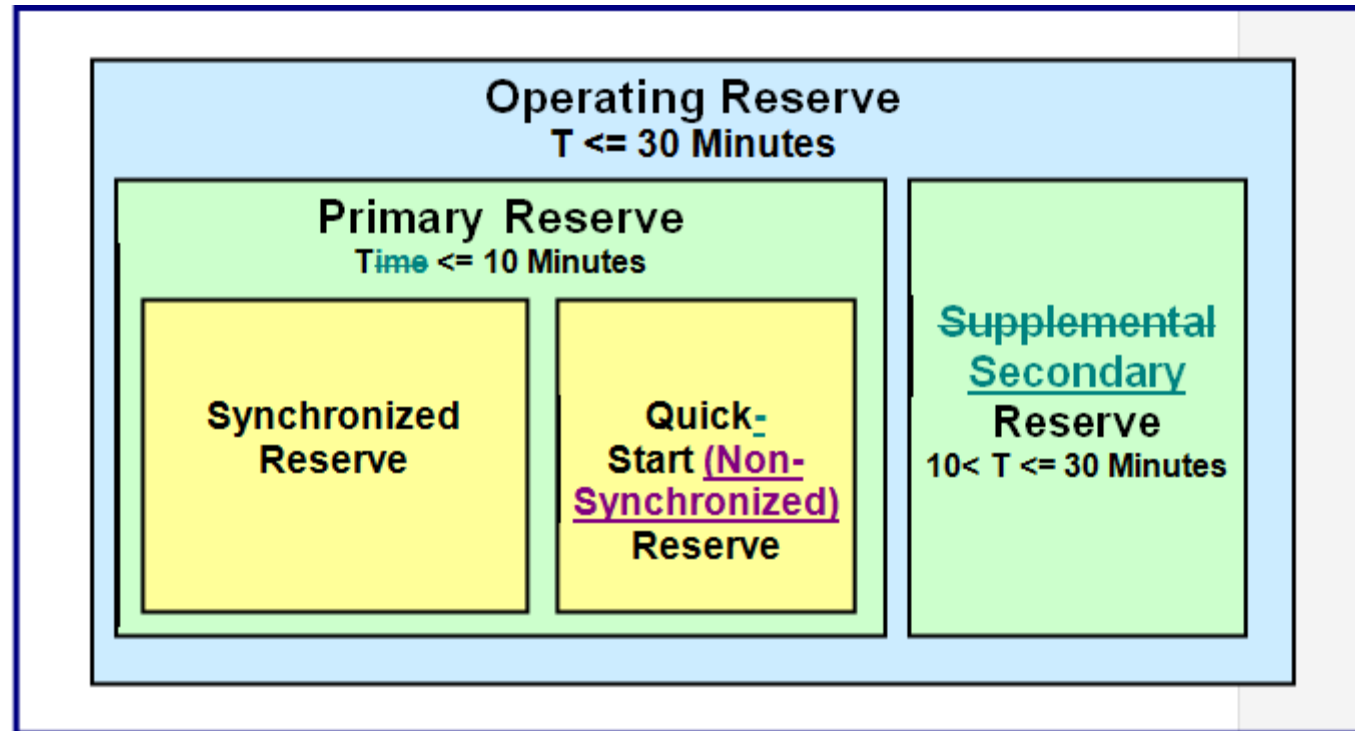 Operating Reserve
T <= 30 Minutes
Primary Reserve
Time <= 10 Minutes
Synchronized
Reserve
Quick-
Start (Non-
Synchronized)
Reserve
Supplemental
Secondary
Reserve
10< T <= 30 Minutes